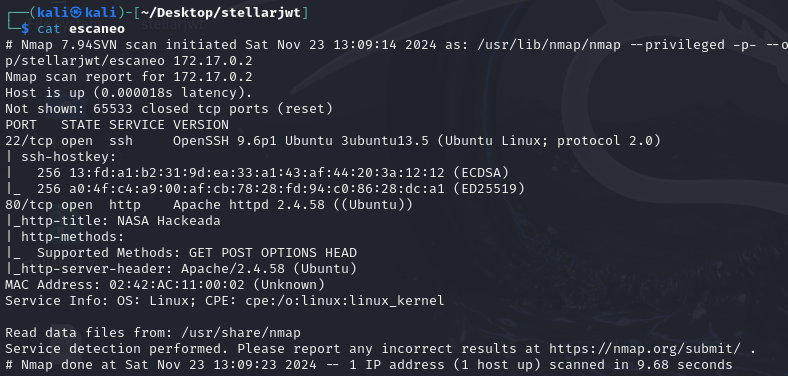 ┌──(kali㉿kali)-[~/Desktop/stellarjwt]
└─$ cat escaneo
# Nmap 7.94SVN scan initiated Sat Nov 23 13:09:14 2024 as: /usr/lib/nmap/nmap --privileged -p- --o
p/stellarjwt/escaneo 172.17.0.2
Nmap scan report for 172.17.0.2
Host is up (0.000018s latency).
Not shown: 65533 closed tcp ports (reset)
PORT   STATE SERVICE VERSION
22/tcp open  ssh     OpenSSH 9.6p1 Ubuntu 3ubuntu13.5 (Ubuntu Linux; protocol 2.0)
| ssh-hostkey:
|   256 13:fd:a1:b2:31:9d:ea:33:a1:43:af:44:20:3a:12:12 (ECDSA)
|_  256 a0:4f:c4:a9:00:af:cb:78:28:fd:94:c0:86:28:dc:a1 (ED25519)
80/tcp open  http    Apache httpd 2.4.58 ((Ubuntu))
|_http-title: NASA Hackeada
| http-methods:
|_  Supported Methods: GET POST OPTIONS HEAD
|_http-server-header: Apache/2.4.58 (Ubuntu)
MAC Address: 02:42:AC:11:00:02 (Unknown)
Service Info: OS: Linux; CPE: cpe:/o:linux:linux_kernel

Read data files from: /usr/share/nmap
Service detection performed. Please report any incorrect results at https://nmap.org/submit/ .
# Nmap done at Sat Nov 23 13:09:23 2024 -- 1 IP address (1 host up) scanned in 9.68 seconds